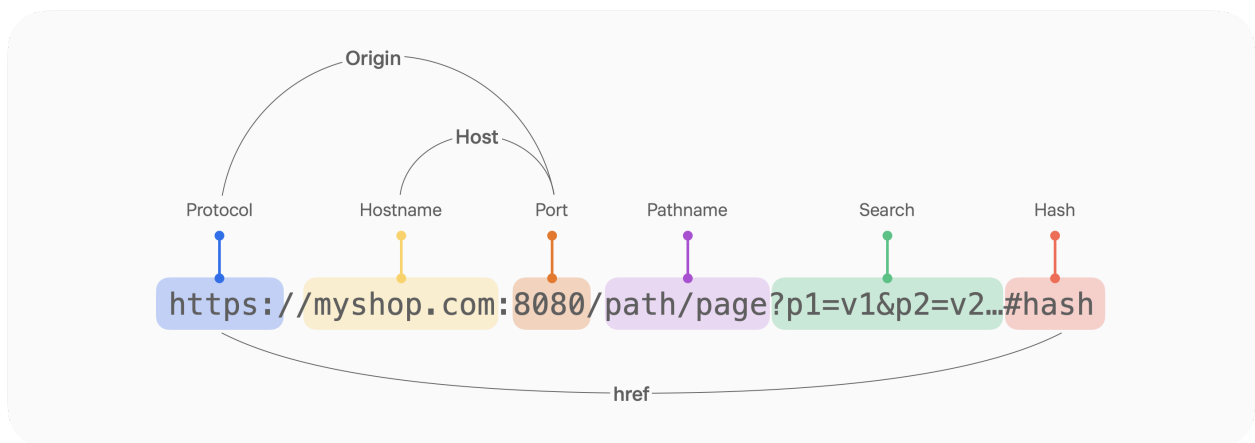 Origin
Host
Protocol Hostname Port Pathname Search Hash
https://myshop.com:8080/path/page?p1=v1&p2=v2…#hash
href